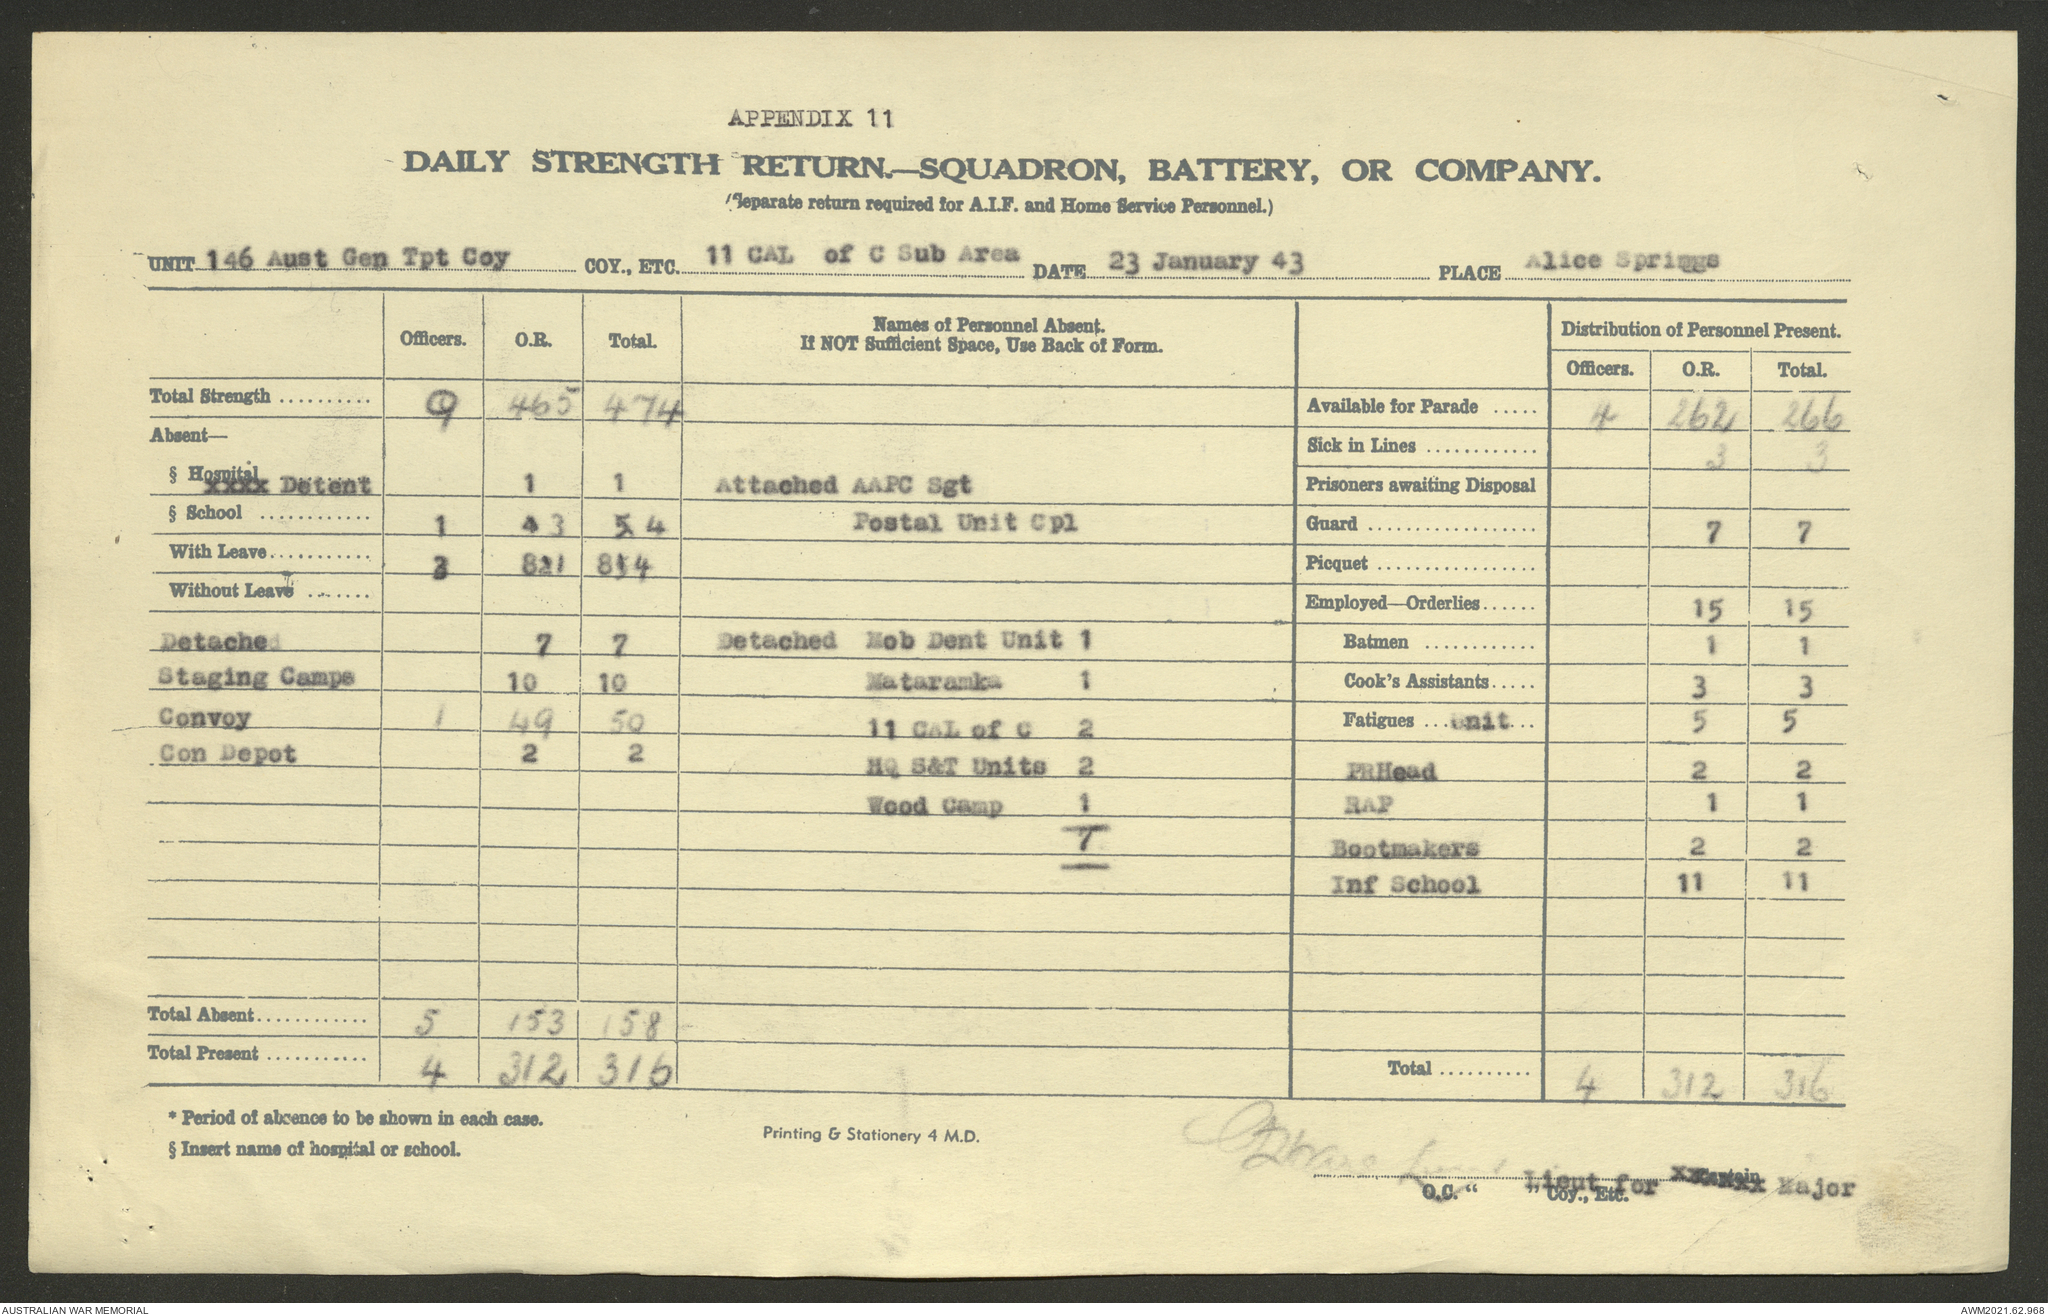 APPENDIX 11
DAILY STRENGTH RETURN.—SQUADRON, BATTERY, OR COMPANY.
(Separate return required for A.I.F. and Home Service Personnel.)
UNIT 146 Aust Gen Tpt Coy COY., ETC. 11 CAL of C Sub Area DATE 23 January 43 PLACE Alice Springs
Officers. O.R. Total. Names of Personnel Absent. If NOT Sufficient Space, Use Back of Form.
Distribution of Personnel Present.
Officers. O.R. Total.
Total Strength .......... 9 465 474
Absent—
§ Hospital xxxx Detent 1 1 Attached AAPC Sgt
§ School ............ 1 3 4 Postal Unit Cpl
With Leave........... 3 81 84
Without Leave .......
Detached 7 7 Detached Mob Dent Unit 1
Staging Camps 10 10 Mataramka 1
Convoy 1 49 50 11 CAL of C 2
Con Depot 2 2 HQ S&T Units 2
Wood Camp 1
7
Total Absent............ 5 153 158
Total Present ........... 4 312 316
Available for Parade ..... 4 262 266
Sick in Lines ............ 3 3
Prisoners awaiting Disposal
Guard .................. 7 7
Picquet .................
Employed—Orderlies...... 15 15
Batmen ............ 1 1
Cook's Assistants..... 3 3
Fatigues ...Unit... 5 5
PRHead 2 2
RAP 1 1
Bootmakers 2 2
Inf School 11 11
Total .......... 4 312 316
* Period of absence to be shown in each case.
§ Insert name of hospital or school.
Printing & Stationery 4 M.D.
Lieut for xxxxxx Major
O.C. “ ” Coy., Etc.
AUSTRALIAN WAR MEMORIAL
AWM2021.62.968